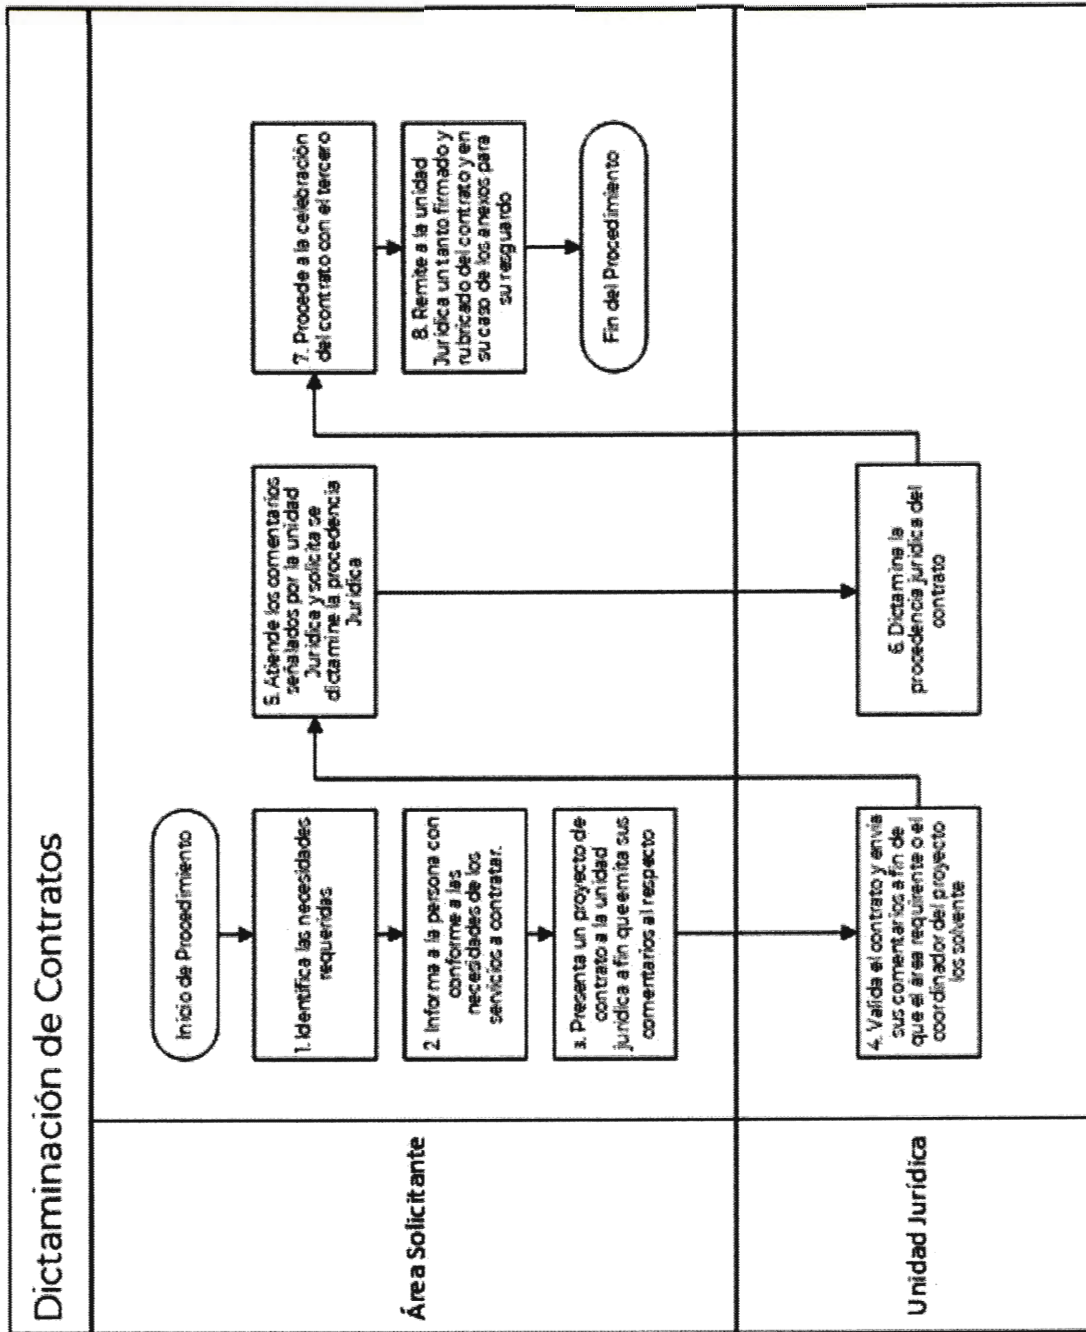 Dictaminación de Contratos
Área Solicitante
Inicio de Procedimiento
1. Identifica las necesidades
requeridas
2. Informa a la persona con
conforme a las
necesidades de los
servicios a contratar.
3. Presenta un proyecto de
contrato a la unidad
jurídica a fin que emita sus
comentarios al respecto
5. Atiende los comentarios
señalados por la unidad
Jurídica y solicita se
dictamine la procedencia
Jurídica
7. Procede a la celebración
del contrato con el tercero
8. Remite a la unidad
Jurídica un tanto firmado y
rubricado del contrato y en
su caso de los anexos para
su resguardo
Fin del Procedimiento
Unidad Jurídica
4. Valida el contrato y envía
sus comentarios a fin de
que el área requirente o el
coordinador del proyecto
los solvente
6. Dictamina la
procedencia jurídica del
contrato